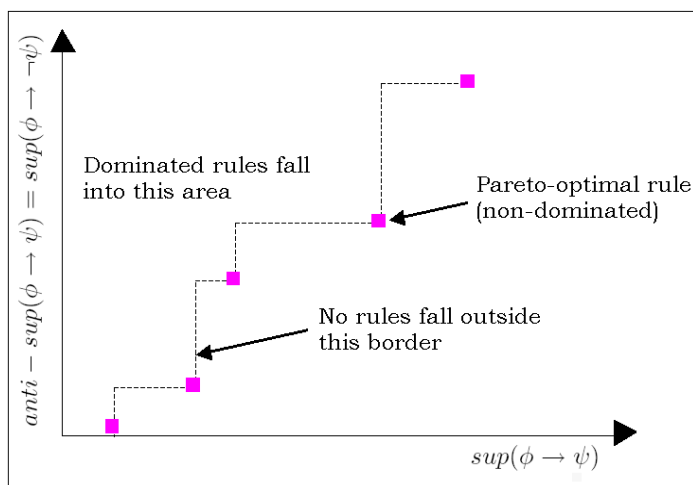 anti − sup(φ → ψ) = sup(φ → ¬ψ)
Dominated rules fall
into this area
Pareto-optimal rule
(non-dominated)
No rules fall outside
this border
sup(φ → ψ)